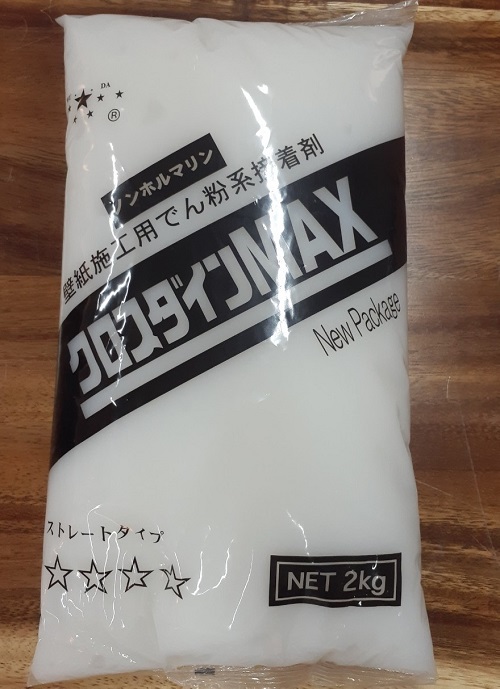 DA
®
ノンホルマリン
壁紙施工用でん粉系接着剤
クロスダインMAX
New Package
ストレートタイプ
NET 2kg